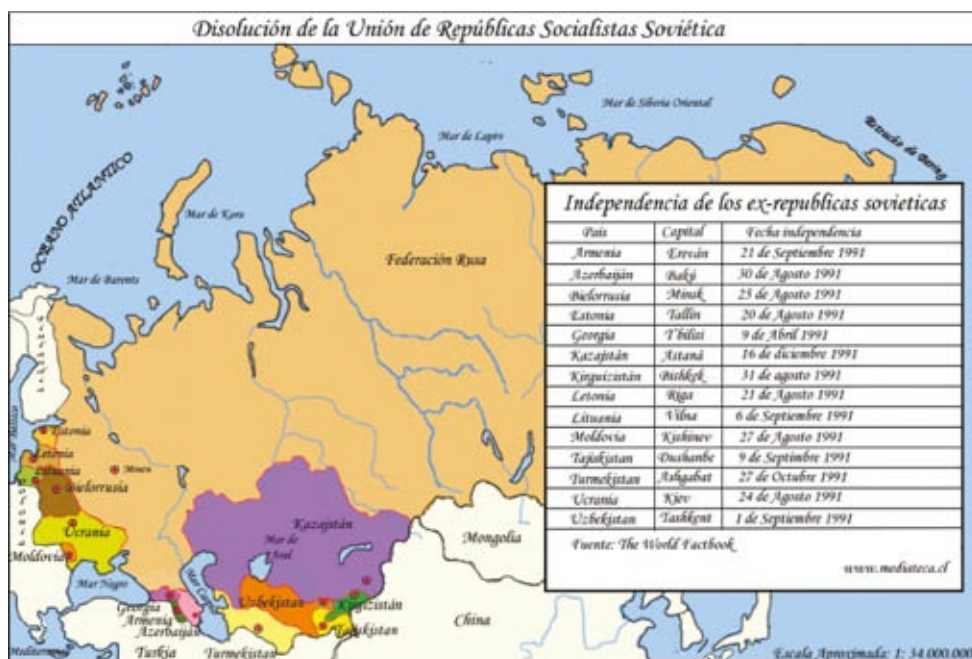 Disolución de la Unión de Repúblicas Socialistas Soviética
Mar de Siberia Oriental
Mar de Laptv
Estrecho de Bering
OCEANO ATLANTICO
Mar de Kara
Mar de Barents
Federación Rusa
Independencia de los ex-republicas sovieticas
País Capital Fecha independencia
Armenia Ereván 21 de Septiembre 1991
Azerbaiján Bakú 30 de Agosto 1991
Bielorrusia Minsk 25 de Agosto 1991
Estonia Tallin 20 de Agosto 1991
Georgia T'bilisi 9 de Abril 1991
Kazajstán Astaná 16 de diciembre 1991
Kirguizistán Bishkek 31 de agosto 1991
Letonia Riga 21 de Agosto 1991
Lituania Vilna 6 de Septiembre 1991
Moldovia Kishinev 27 de Agosto 1991
Tajikistan Dushanbe 9 de Septimbre 1991
Turmekistan Ashgabat 27 de Octubre 1991
Ucrania Kiev 24 de Agosto 1991
Uzbekistan Tashkent 1 de Septiembre 1991
Fuente: The World Factbook
www.mediateca.cl
Estonia
Letonia
Lituania
Moscu
Bielorrusia
Polonia
Ucrania
Moldovia
Kazajstán
Mar de
Aral
Mongolia
Mar Negro
Mar Caspio
Georgia
Armenia
Azerbaiján
Uzbekistan
Kirgizistán
Tajikistan
China
Turkia
Turmekistan
Mediterraneo
Escala Aproximada: 1: 34.000.000